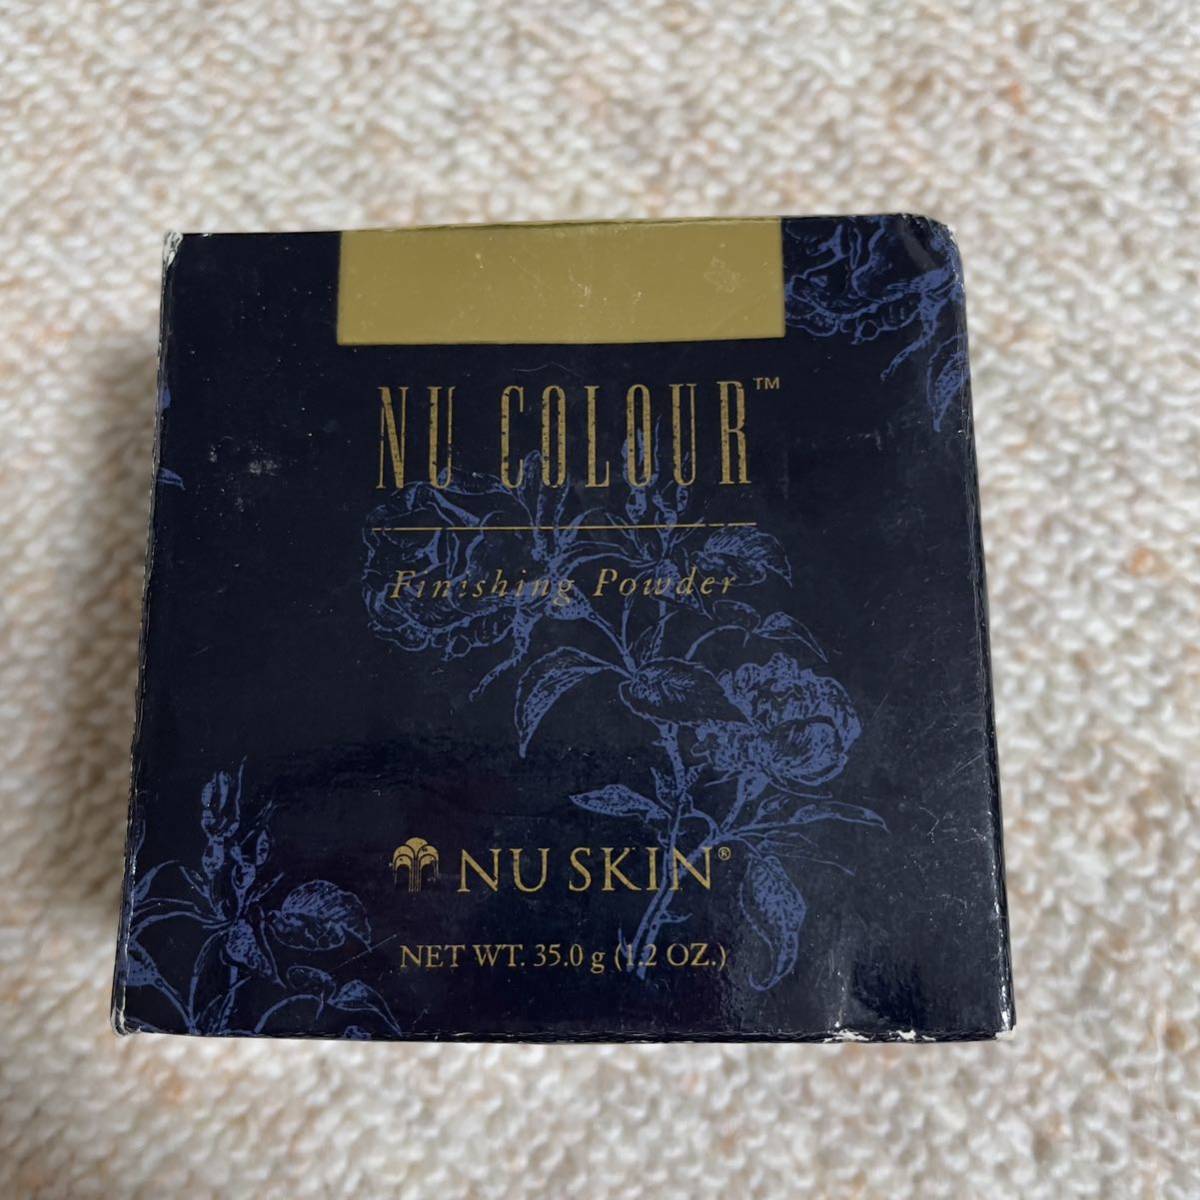 NU COLOUR™
Finishing Powder
NU SKIN®
NET WT. 35.0 g (1.2 OZ.)